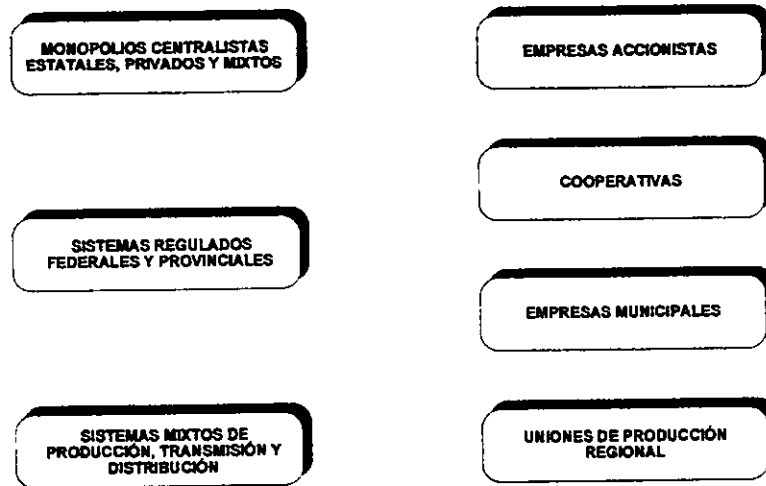 MONOPOLIOS CENTRALISTAS
ESTATALES, PRIVADOS Y MIXTOS
SISTEMAS REGULADOS
FEDERALES Y PROVINCIALES
SISTEMAS MIXTOS DE
PRODUCCIÓN, TRANSMISIÓN Y
DISTRIBUCIÓN
EMPRESAS ACCIONISTAS
COOPERATIVAS
EMPRESAS MUNICIPALES
UNIONES DE PRODUCCIÓN
REGIONAL